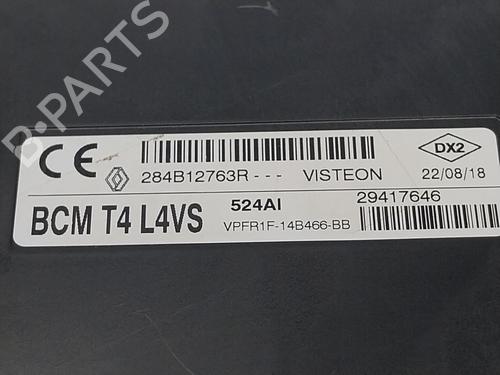 B-PARTS
CE
284B12763R--- VISTEON
DX2
22/08/18
BCM T4 L4VS
524AI
29417646
VPFR1F-14B466-BB